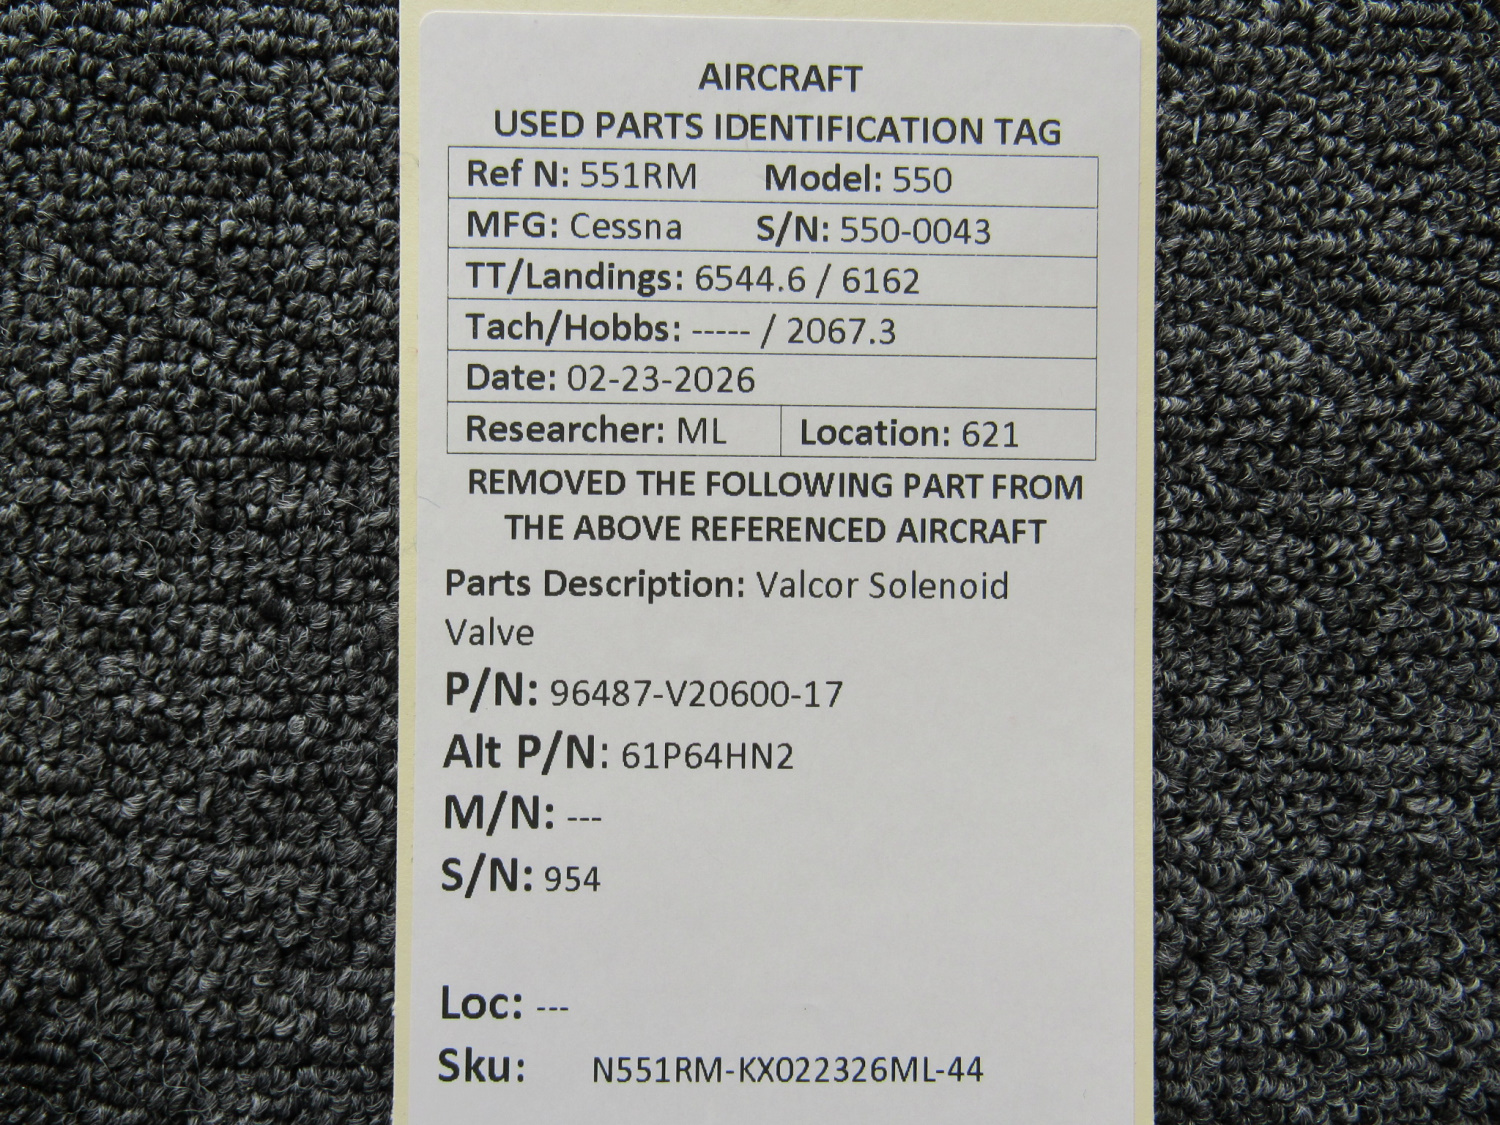 AIRCRAFT
USED PARTS IDENTIFICATION TAG
Ref N: 551RM Model: 550
MFG: Cessna S/N: 550-0043
TT/Landings: 6544.6 / 6162
Tach/Hobbs: ----- / 2067.3
Date: 02-23-2026
Researcher: ML Location: 621
REMOVED THE FOLLOWING PART FROM
THE ABOVE REFERENCED AIRCRAFT
Parts Description: Valcor Solenoid
Valve
P/N: 96487-V20600-17
Alt P/N: 61P64HN2
M/N: ---
S/N: 954
Loc: ---
Sku: N551RM-KX022326ML-44